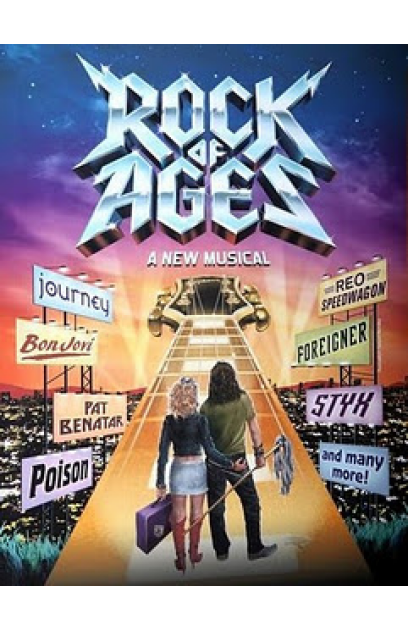 ROCK
OF
AGES
A NEW MUSICAL
journey
Bon Jovi
PAT
BENATAR
Poison
REO
SPEEDWAGON
FOREIGNER
STYX
and many
more!